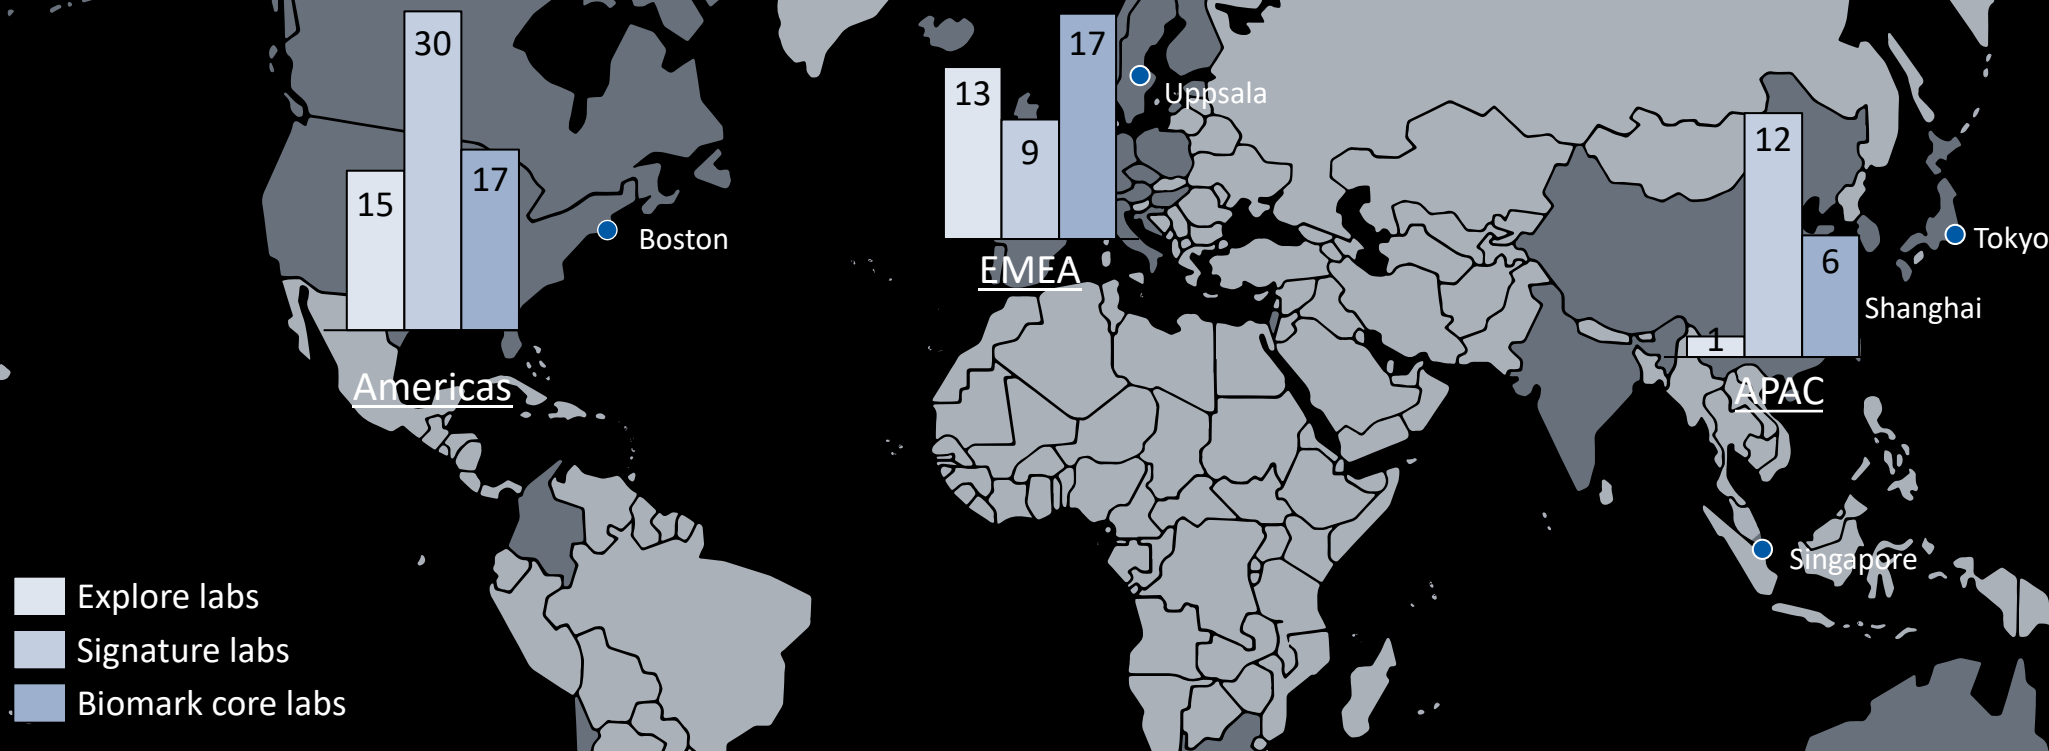 30
15
17
Boston
Americas
13
9
17
Uppsala
EMEA
12
6
1
Tokyo
Shanghai
APAC
Singapore
Explore labs
Signature labs
Biomark core labs